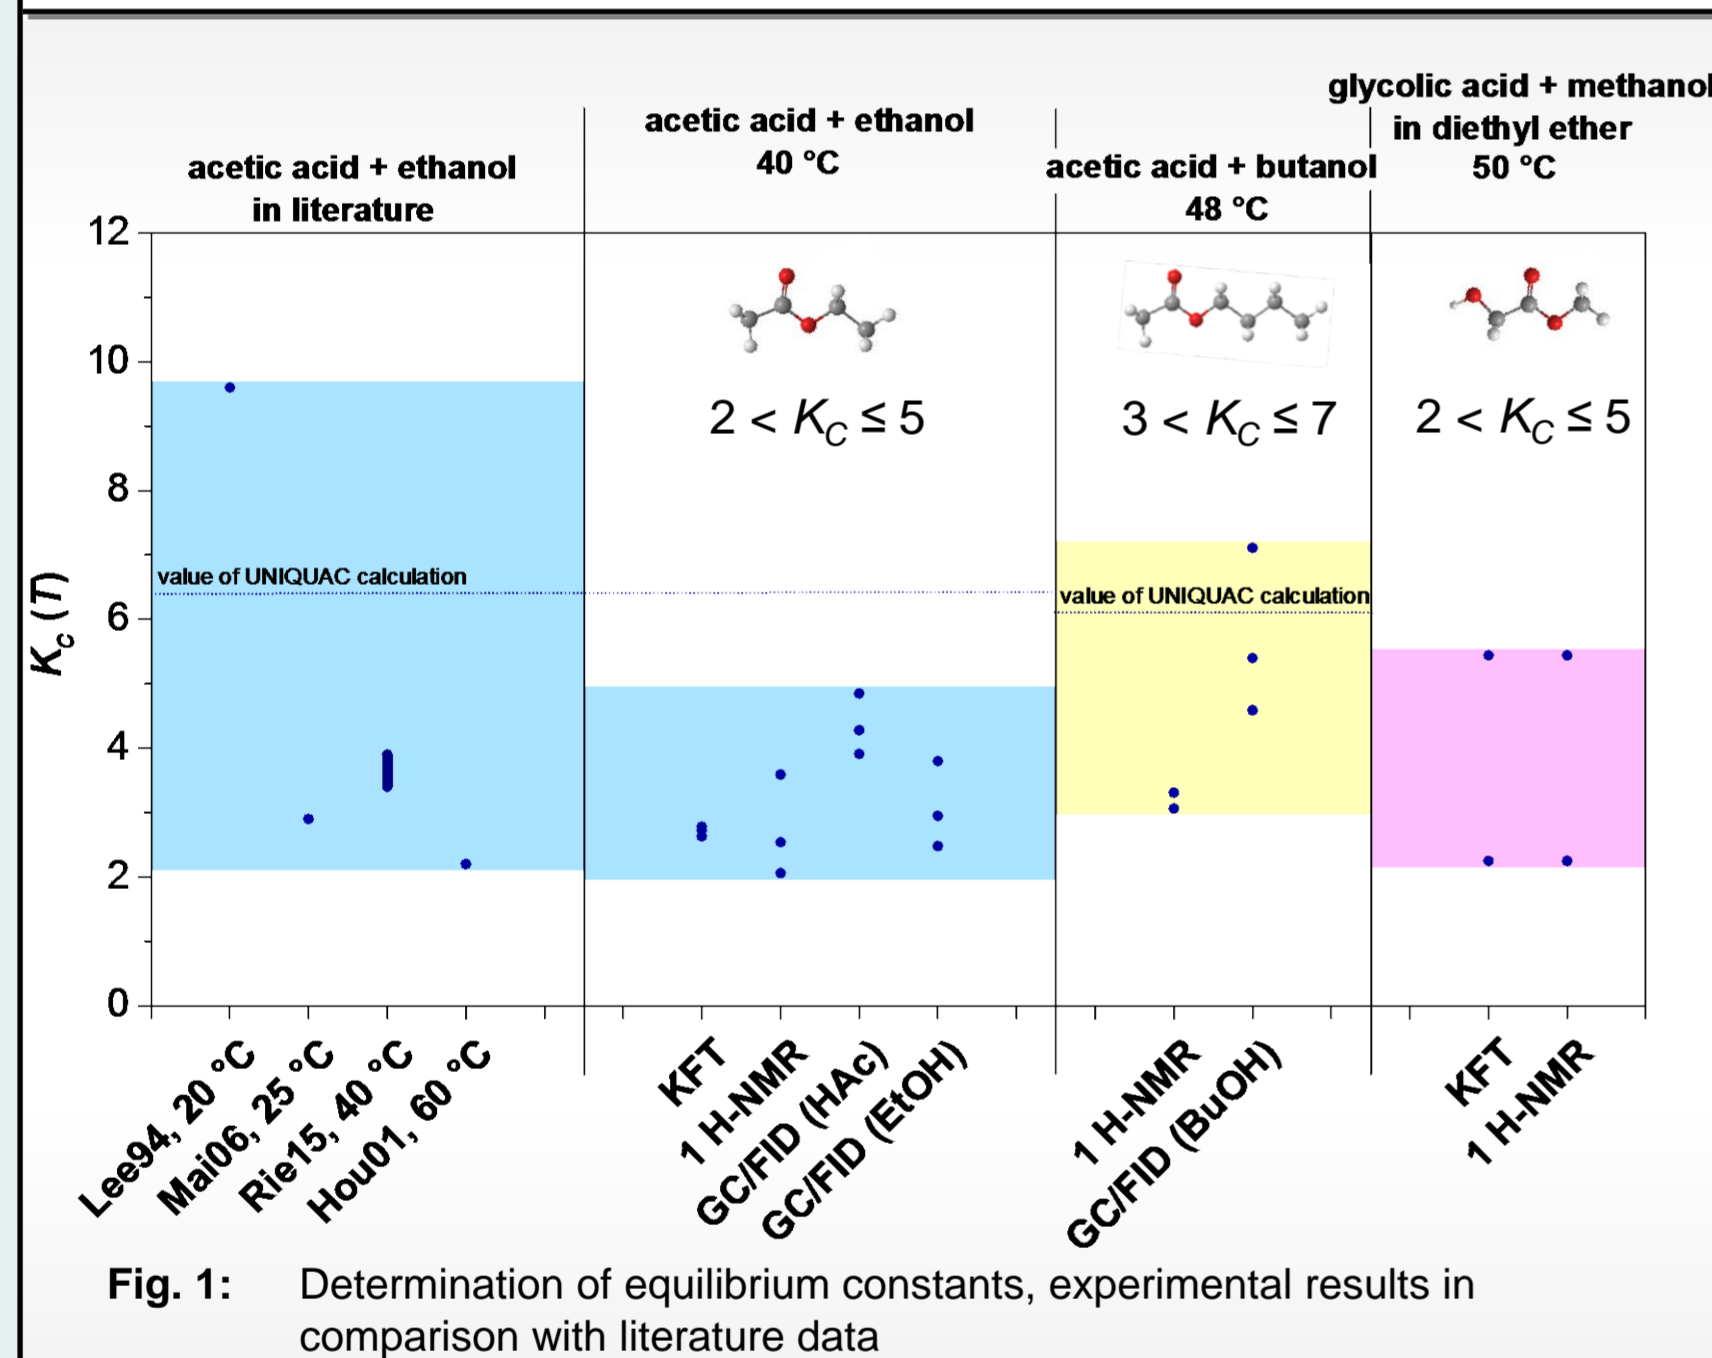 glycolic acid + methanol
in diethyl ether
50 °C
acetic acid + ethanol
40 °C
acetic acid + ethanol
in literature
acetic acid + butanol
48 °C
12
10
8
6
4
2
0
K_c (T)
2 < K_C ≤ 5
3 < K_C ≤ 7
2 < K_C ≤ 5
value of UNIQUAC calculation
value of UNIQUAC calculation
Lee94, 20 °C
Mai06, 25 °C
Rie15, 40 °C
Hou01, 60 °C
KFT
1 H-NMR
GC/FID (HAc)
GC/FID (EtOH)
1 H-NMR
GC/FID (BuOH)
KFT
1 H-NMR
Fig. 1: Determination of equilibrium constants, experimental results in
comparison with literature data